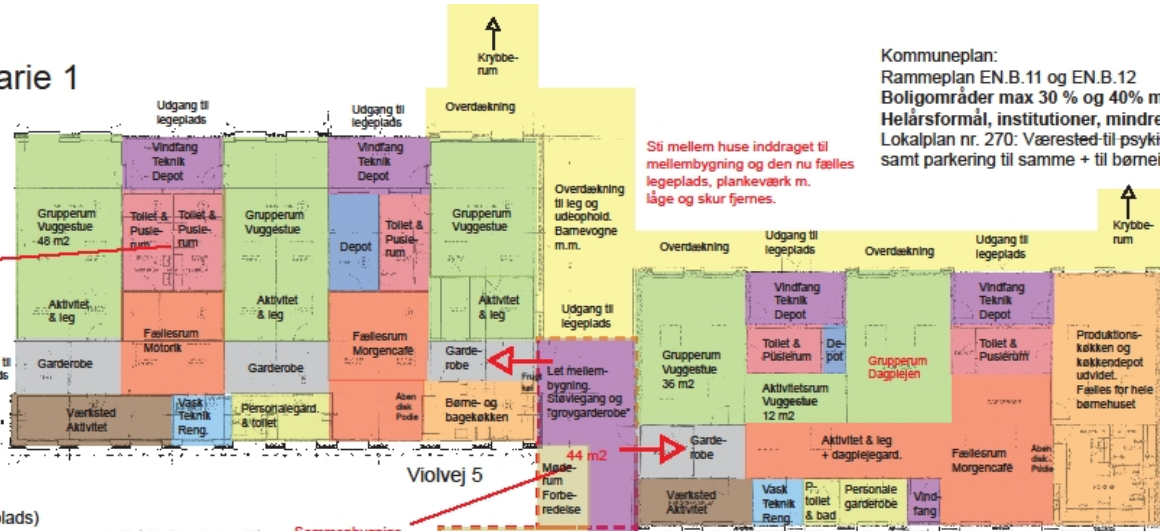 arie 1
Krybbe-
rum
Kommuneplan:
Rammeplan EN.B.11 og EN.B.12
Boligområder max 30 % og 40% m
Helårsformål, institutioner, mindre
Lokalplan nr. 270: Værested til psyki
samt parkering til samme + til børnei
Udgang til
legeplads
Udgang til
legeplads
Overdækning
Sti mellem huse inddraget til
mellembygning og den nu fælles
legeplads, plankeværk m.
låge og skur fjernes.
Vindfang
Teknik
Depot
Vindfang
Teknik
Depot
Grupperum
Vuggestue
48 m2
Toilet &
Pusle-
rum
Toilet &
Pusle-
rum
Grupperum
Vuggestue
Depot
Toilet &
Pusle-
rum
Grupperum
Vuggestue
Overdækning
til leg og
udeophold.
Barnevogne
m.m.
Aktivitet
& leg
Aktivitet
& leg
Aktivitet
& leg
Udgang til
legeplads
Fællesrum
Motorik
Fællesrum
Morgencafé
Garderobe
Garderobe
Garde-
robe
Let mellem-
bygning.
Støvlegang og
"grovgarderobe"
Værksted
Aktivitet
Vask
Teknik
Reng.
Personalegard.
& toilet
Åben
disk
Podie
Børne- og
bagekøkken
Overdækning
Udgang til
legeplads
Overdækning
Udgang til
legeplads
Krybbe-
rum
Vindfang
Teknik
Depot
Vindfang
Teknik
Depot
Grupperum
Vuggestue
36 m2
Toilet &
Puslerum
De-
pot
Grupperum
Dagplejen
Toilet &
Puslerum
Produktions-
køkken og
køkkendepot
udvidet.
Fælles for hele
børnehuset
Aktivitetsrum
Vuggestue
12 m2
44 m2
Garde-
robe
Aktivitet & leg
+ dagplejegard.
Fællesrum
Morgencafé
Åben
disk
Podie
Violvej 5
Møde-
rum
Forbe-
redelse
Værksted
Aktivitet
Vask
Teknik
Reng.
P.
toilet
& bad
Personale
garderobe
Vind-
fang
plads)